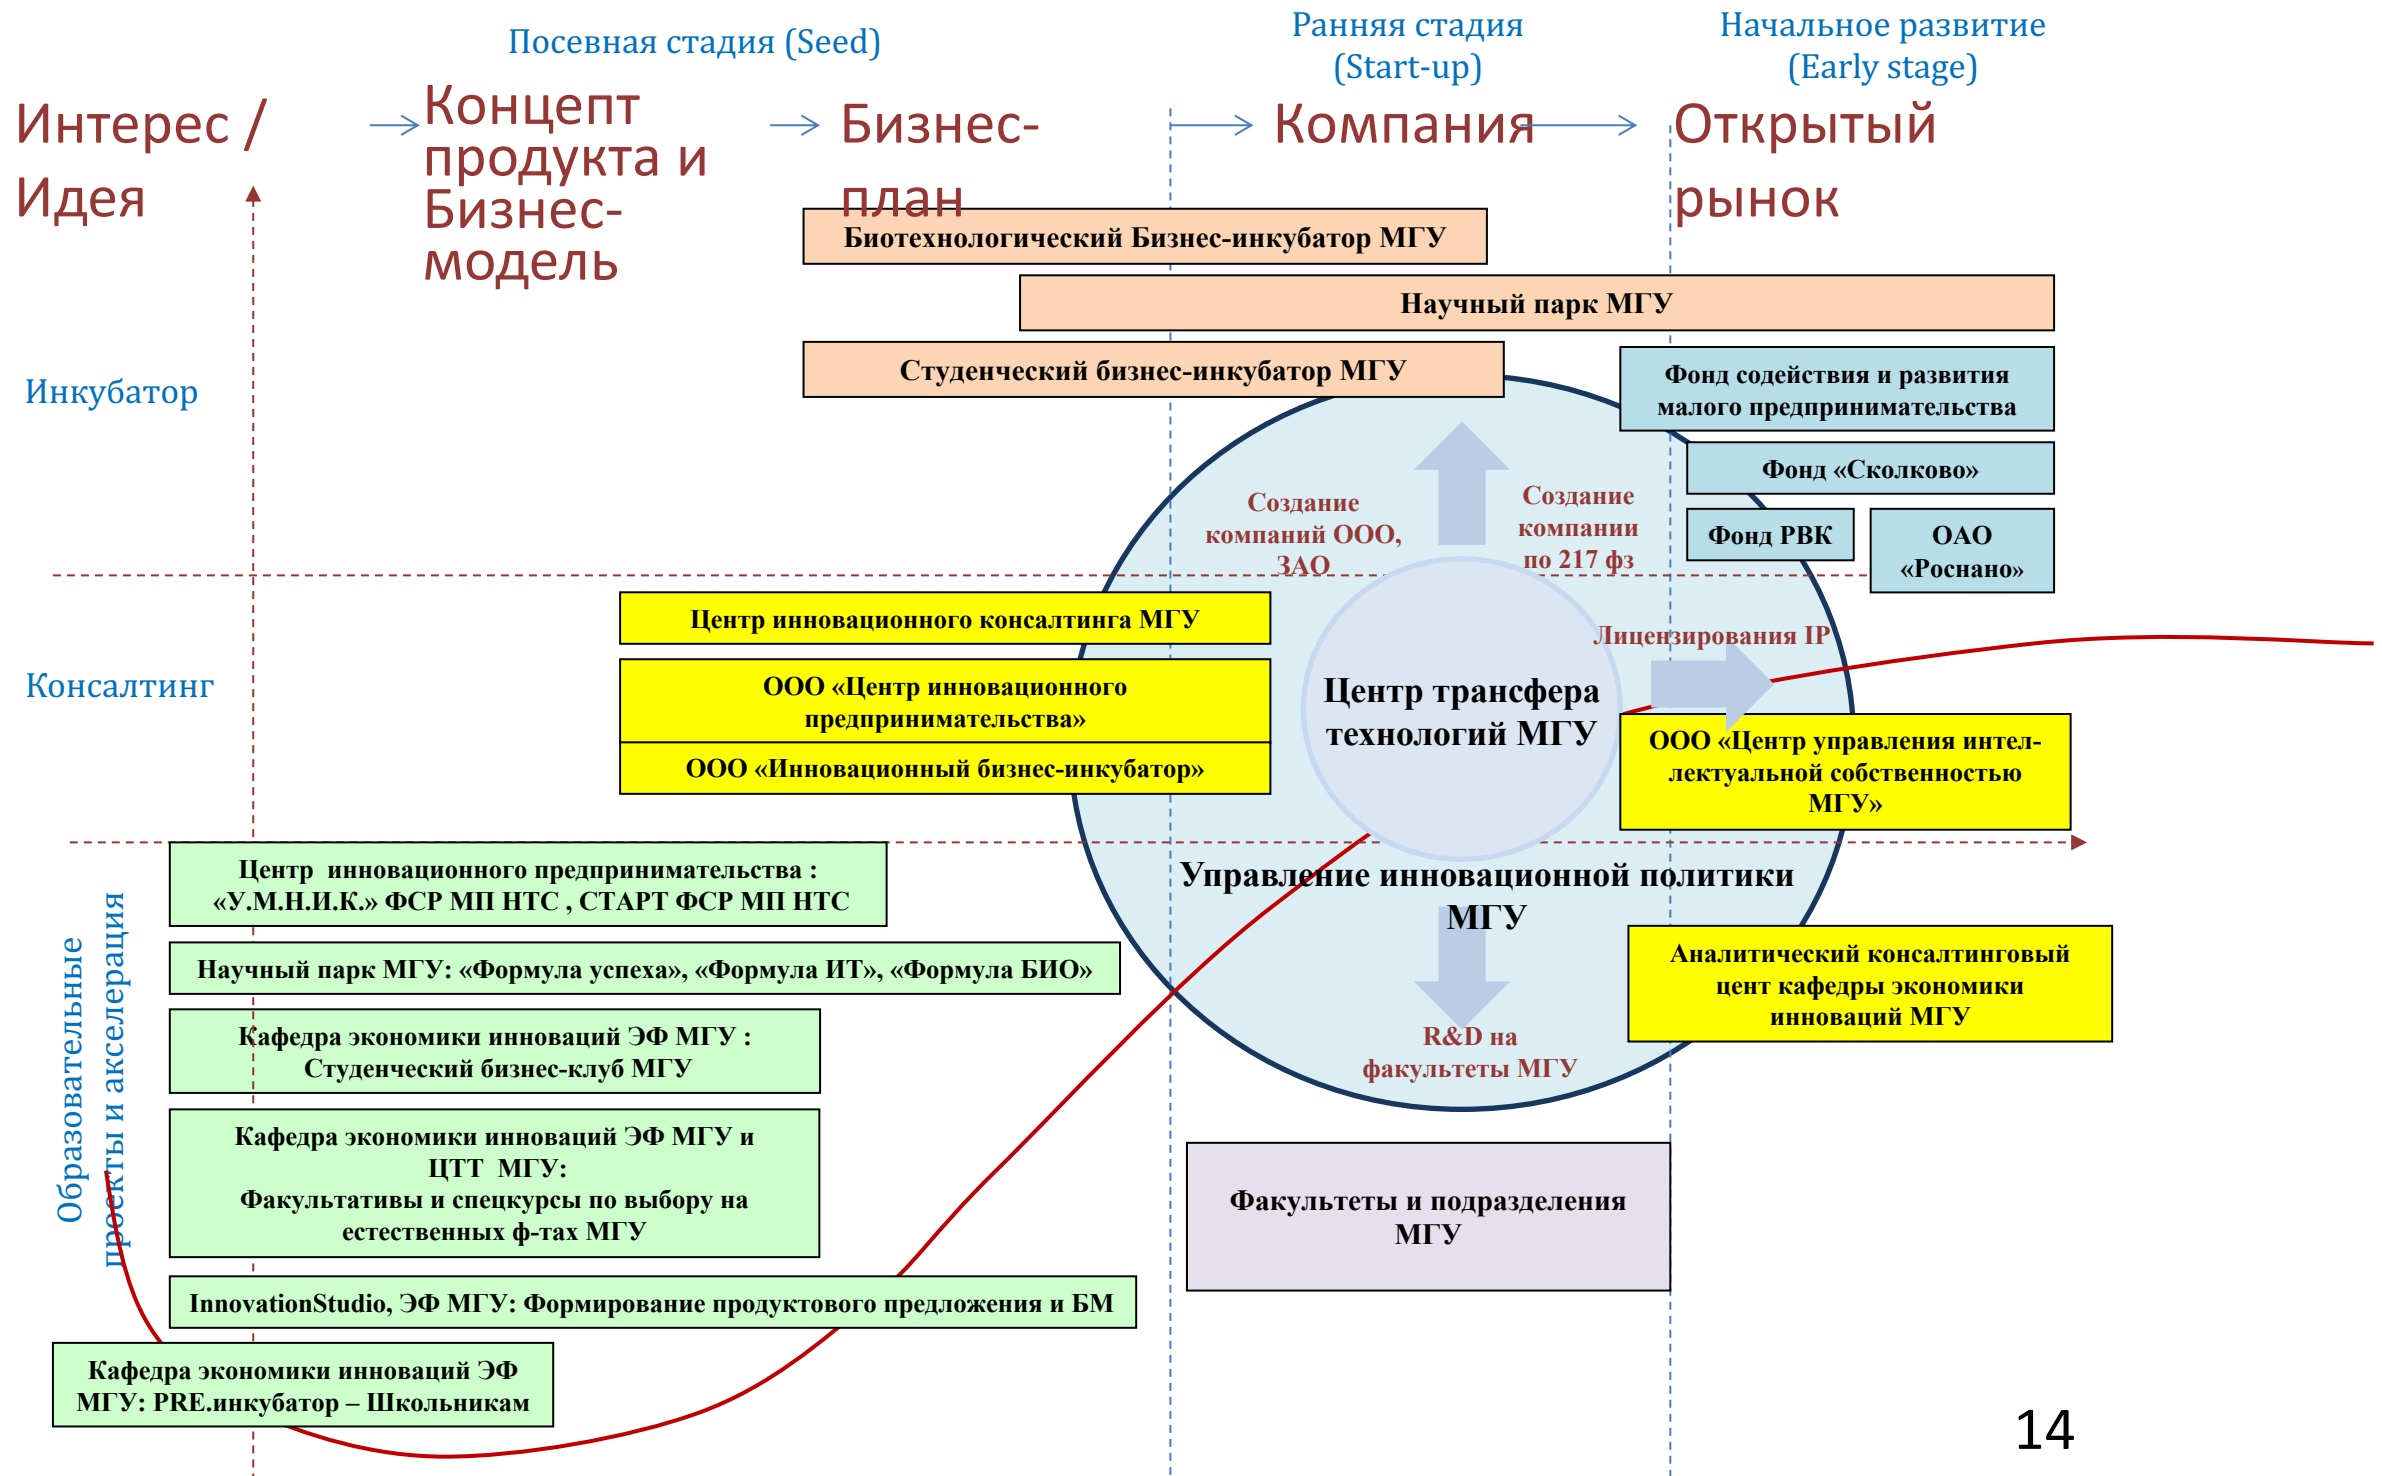 Посевная стадия (Seed)
Ранняя стадия
(Start-up)
Начальное развитие
(Early stage)
Интерес /
Идея
Концепт
продукта и
Бизнес-
модель
Бизнес-
план
Компания
Открытый
рынок
Биотехнологический Бизнес-инкубатор МГУ
Научный парк МГУ
Студенческий бизнес-инкубатор МГУ
Инкубатор
Фонд содействия и развития
малого предпринимательства
Фонд «Сколково»
Фонд РВК
ОАО
«Роснано»
Создание
компаний ООО,
ЗАО
Создание
компании
по 217 фз
Консалтинг
Центр инновационного консалтинга МГУ
ООО «Центр инновационного
предпринимательства»
ООО «Инновационный бизнес-инкубатор»
Центр трансфера
технологий МГУ
Лицензирования IP
ООО «Центр управления интел-
лектуальной собственностью
МГУ»
Управление инновационной политики
МГУ
Аналитический консалтинговый
цент кафедры экономики
инноваций МГУ
R&D на
факультеты МГУ
Факультеты и подразделения
МГУ
Образовательные
проекты и акселерация
Центр инновационного предпринимательства :
«У.М.Н.И.К.» ФСР МП НТС , СТАРТ ФСР МП НТС
Научный парк МГУ: «Формула успеха», «Формула ИТ», «Формула БИО»
Кафедра экономики инноваций ЭФ МГУ :
Студенческий бизнес-клуб МГУ
Кафедра экономики инноваций ЭФ МГУ и
ЦТТ МГУ:
Факультативы и спецкурсы по выбору на
естественных ф-тах МГУ
InnovationStudio, ЭФ МГУ: Формирование продуктового предложения и БМ
Кафедра экономики инноваций ЭФ
МГУ: PRE.инкубатор – Школьникам
14